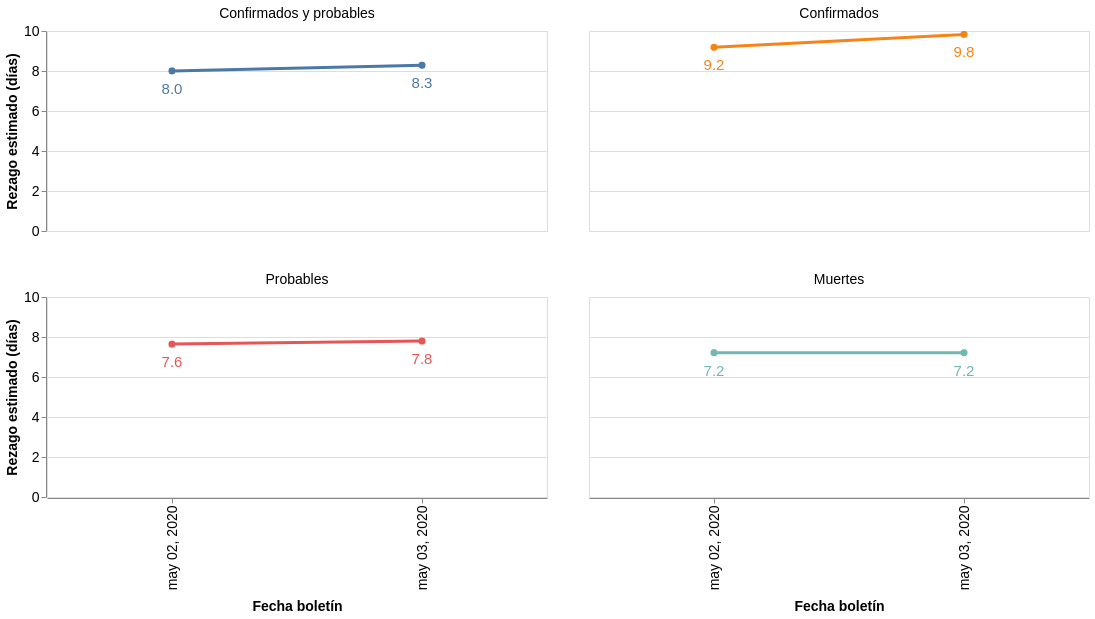 Confirmados y probables
Confirmados
Rezago estimado (días)
10
8
6
4
2
0
8.0
8.3
9.2
9.8
Probables
Muertes
Rezago estimado (días)
10
8
6
4
2
0
7.6
7.8
7.2
7.2
may 02, 2020
may 03, 2020
may 02, 2020
may 03, 2020
Fecha boletín
Fecha boletín